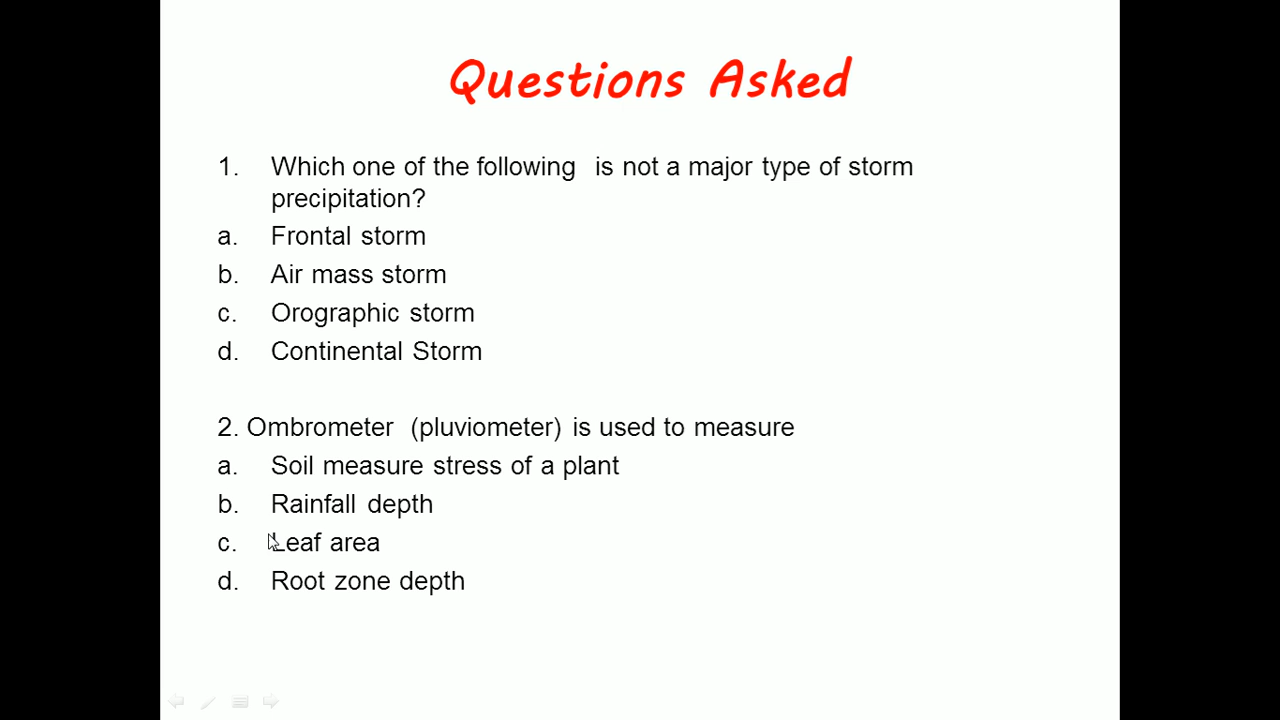 Questions Asked
1. Which one of the following is not a major type of storm
precipitation?
a. Frontal storm
b. Air mass storm
c. Orographic storm
d. Continental Storm
2. Ombrometer (pluviometer) is used to measure
a. Soil measure stress of a plant
b. Rainfall depth
c. Leaf area
d. Root zone depth